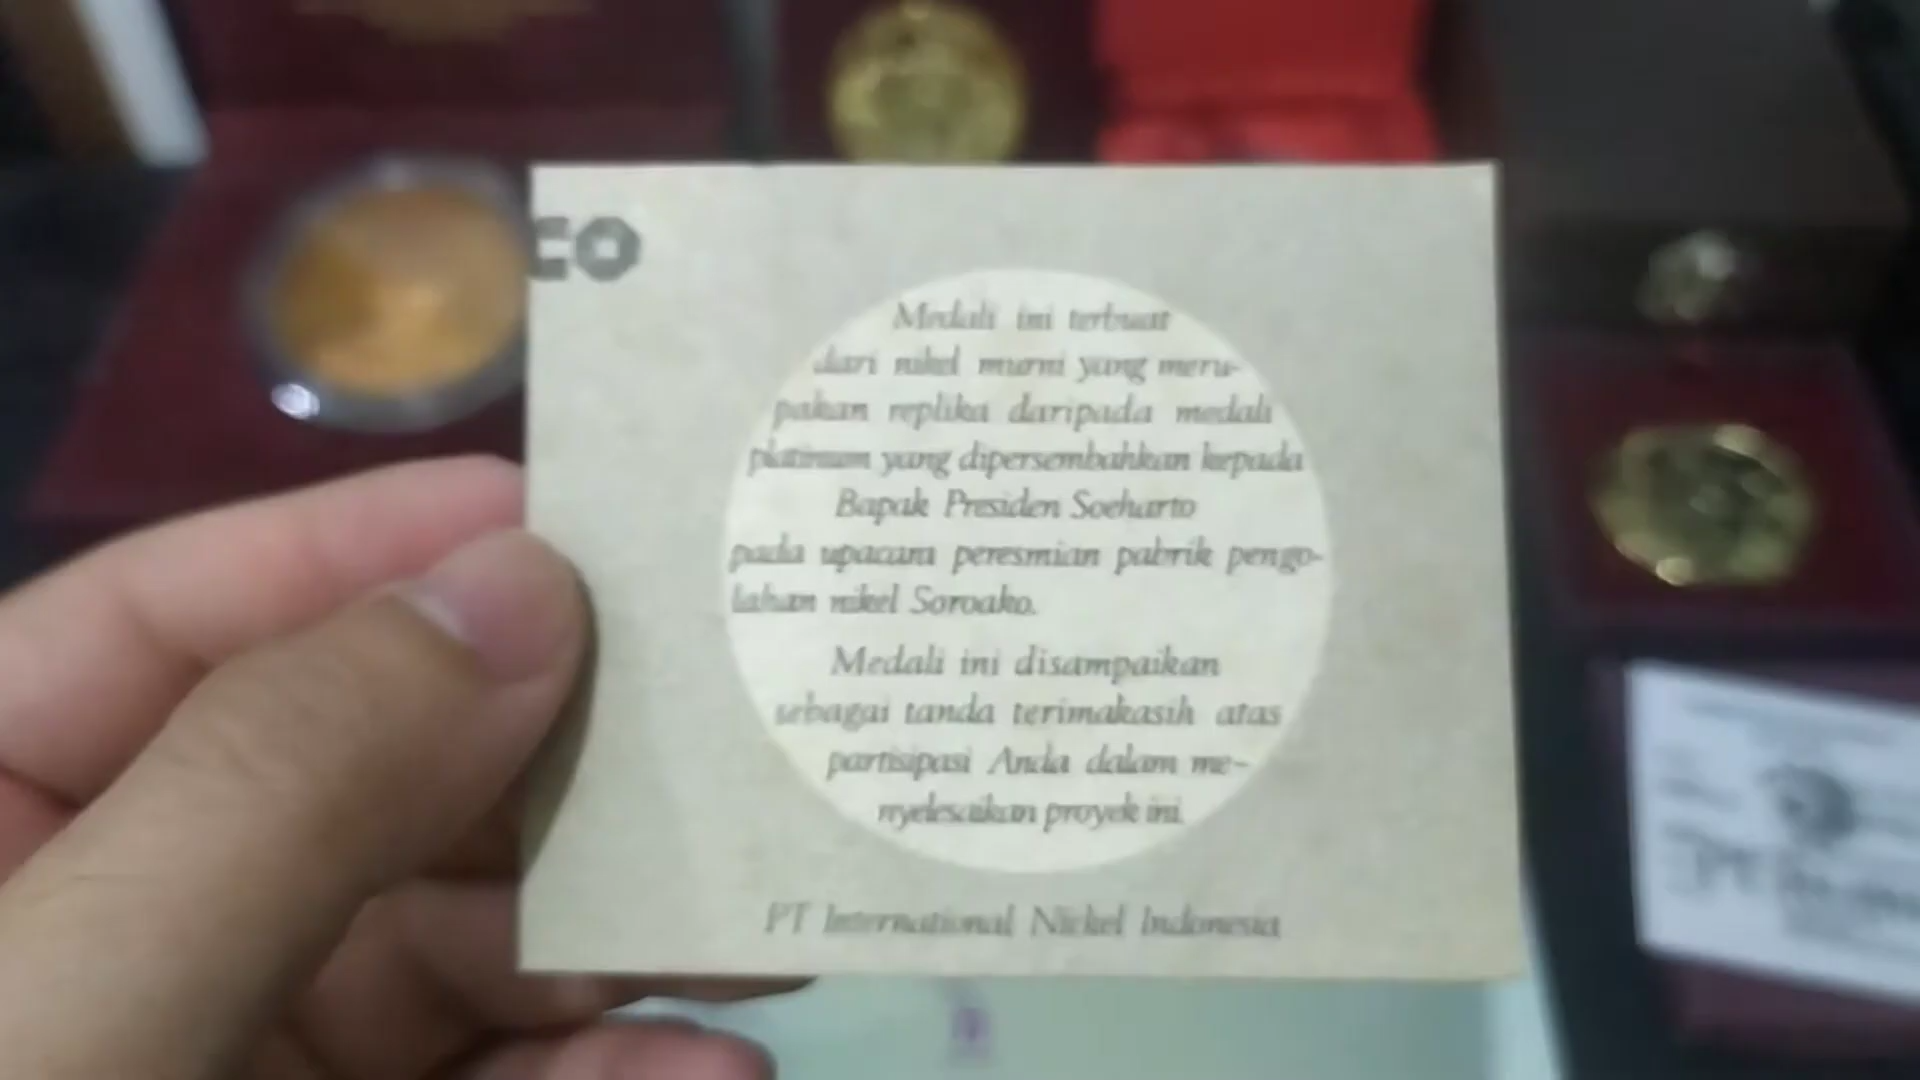 CO
Medali ini terbuat
dari nikel murni yang meru-
pakan replika daripada medali
platinum yang dipersembahkan kepada
Bapak Presiden Soeharto
pada upacara peresmian pabrik pengo-
lahan nikel Soroako.
Medali ini disampaikan
sebagai tanda terimakasih atas
partisipasi Anda dalam me-
nyelesaikan proyek ini.
PT International Nickel Indonesia